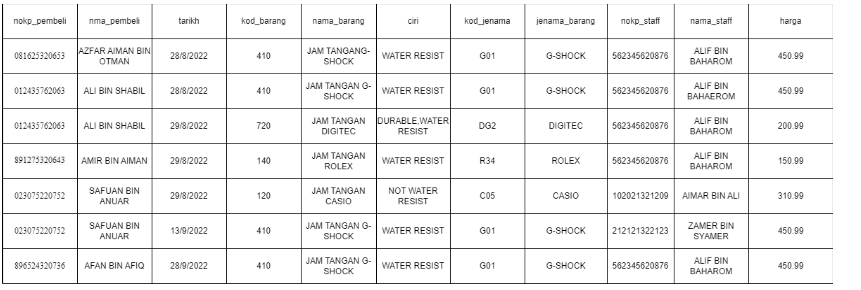 nokp_pembeli nma_pembeli tarikh kod_barang nama_barang ciri kod_jenama jenama_barang nokp_staff nama_staff harga
081625320653 AZFAR AIMAN BIN OTMAN 28/8/2022 410 JAM TANGANG-SHOCK WATER RESIST G01 G-SHOCK 562345620876 ALIF BIN BAHAROM 450.99
012435762063 ALI BIN SHABIL 28/8/2022 410 JAM TANGAN G-SHOCK WATER RESIST G01 G-SHOCK 562345620876 ALIF BIN BAHAEROM 450.99
012435762063 ALI BIN SHABIL 29/8/2022 720 JAM TANGAN DIGITEC DURABLE,WATER RESIST DG2 DIGITEC 562345620876 ALIF BIN BAHAROM 200.99
891275320643 AMIR BIN AIMAN 29/8/2022 140 JAM TANGAN ROLEX WATER RESIST R34 ROLEX 562345620876 ALIF BIN BAHAROM 150.99
023075220752 SAFUAN BIN ANUAR 29/8/2022 120 JAM TANGAN CASIO NOT WATER RESIST C05 CASIO 102021321209 AIMAR BIN ALI 310.99
023075220752 SAFUAN BIN ANUAR 13/9/2022 410 JAM TANGAN G-SHOCK WATER RESIST G01 G-SHOCK 212121322123 ZAMER BIN SYAMER 450.99
896524320736 AFAN BIN AFIQ 28/9/2022 410 JAM TANGAN G-SHOCK WATER RESIST G01 G-SHOCK 562345620876 ALIF BIN BAHAROM 450.99